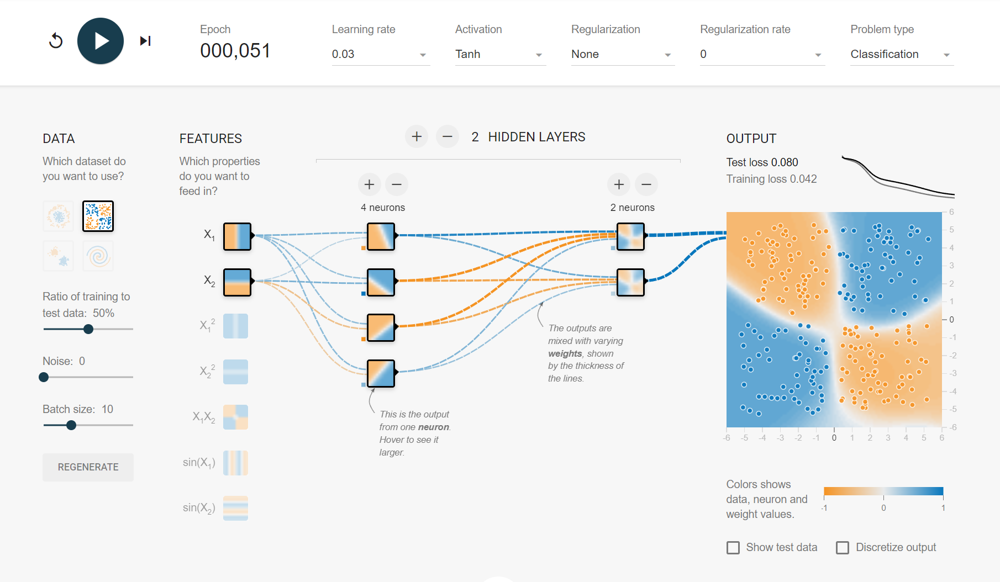 Epoch
000,051
Learning rate
0.03
Activation
Tanh
Regularization
None
Regularization rate
0
Problem type
Classification
DATA
Which dataset do
you want to use?
Ratio of training to
test data: 50%
Noise: 0
Batch size: 10
REGENERATE
FEATURES
Which properties
do you want to
feed in?
X1
X2
X1^2
X2^2
X1X2
sin(X1)
sin(X2)
+ − 2 HIDDEN LAYERS
+ −
4 neurons
+ −
2 neurons
The outputs are
mixed with varying
weights, shown
by the thickness of
the lines.
This is the output
from one neuron.
Hover to see it
larger.
OUTPUT
Test loss 0.080
Training loss 0.042
6
5
4
3
2
1
0
-1
-2
-3
-4
-5
-6
-6 -5 -4 -3 -2 -1 0 1 2 3 4 5 6
Colors shows
data, neuron and
weight values.
-1 0 1
Show test data
Discretize output